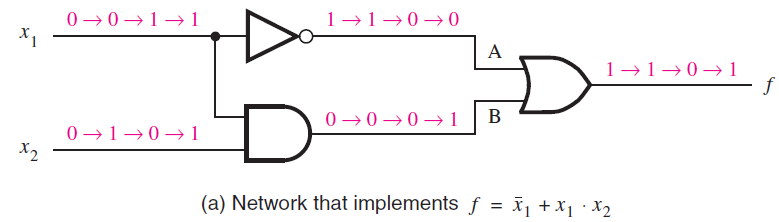 0 → 0 → 1 → 1
x₁
1 → 1 → 0 → 0
A
1 → 1 → 0 → 1
f
0 → 0 → 0 → 1
B
0 → 1 → 0 → 1
x₂
(a) Network that implements f = x̄₁ + x₁ · x₂